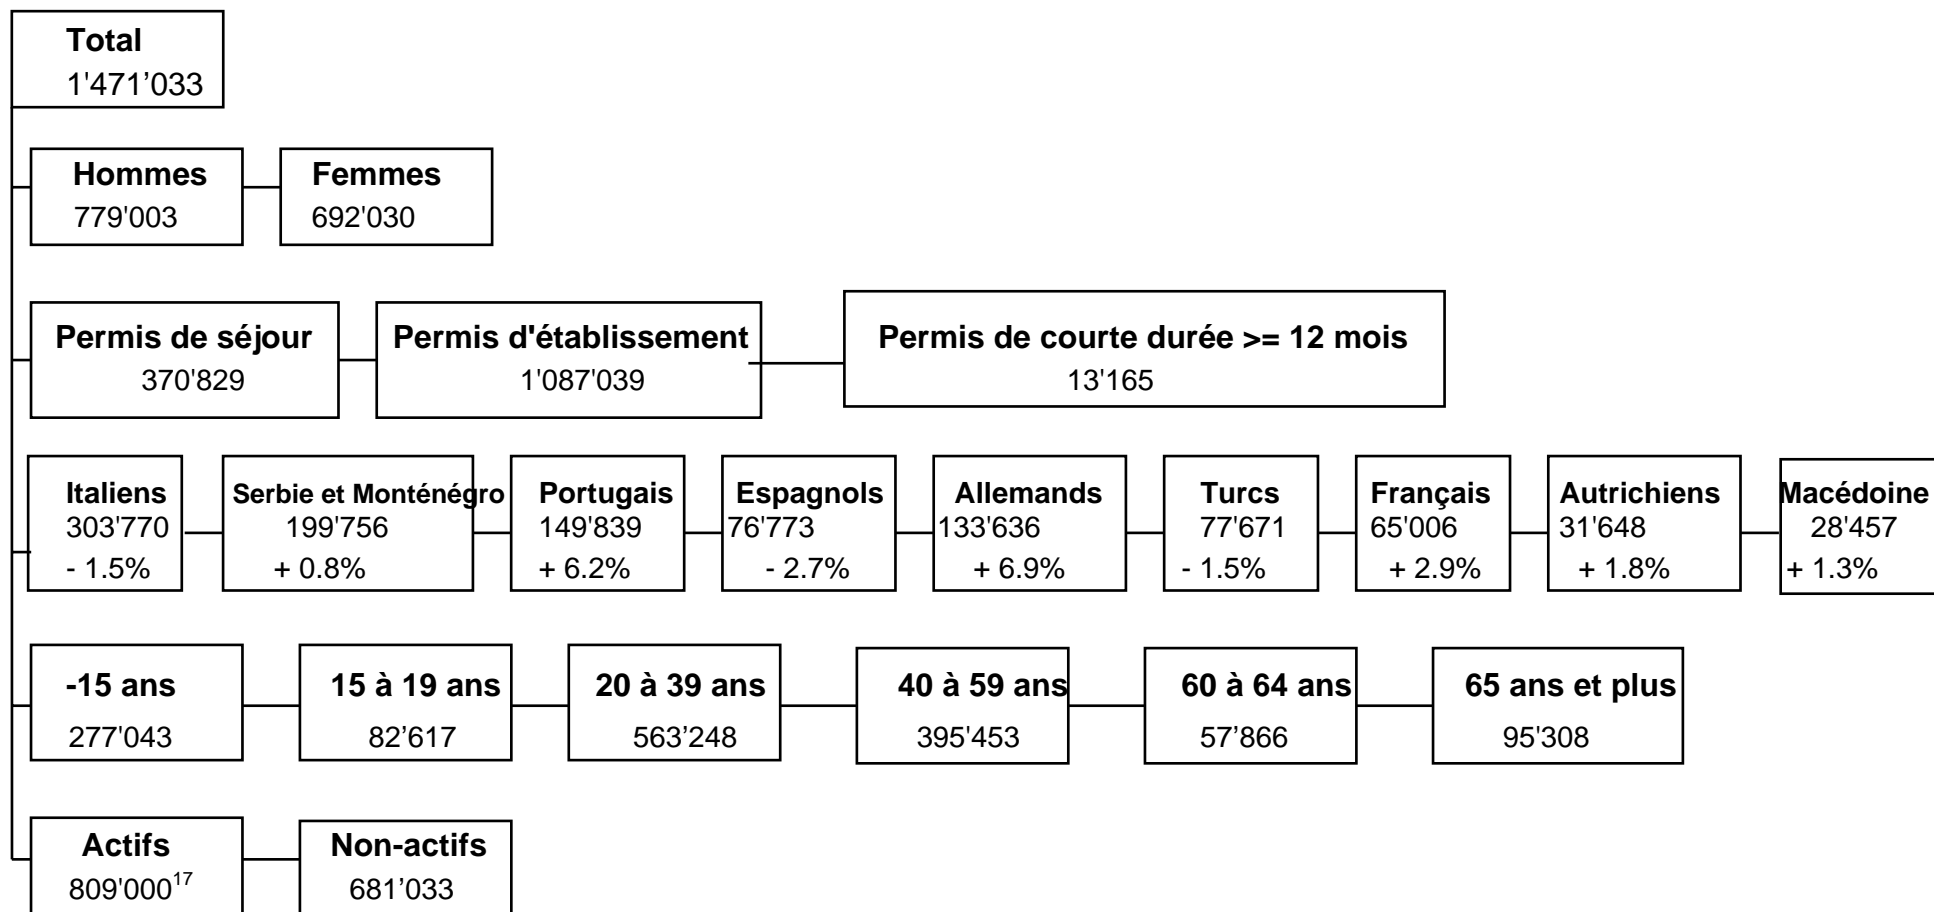 Total
1'471’033
Hommes
779'003
Femmes
692'030
Permis de séjour
370'829
Permis d'établissement
1'087'039
Permis de courte durée >= 12 mois
13'165
Italiens
303'770
- 1.5%
Serbie et Monténégro
199'756
+ 0.8%
Portugais
149'839
+ 6.2%
Espagnols
76'773
- 2.7%
Allemands
133'636
+ 6.9%
Turcs
77'671
- 1.5%
Français
65'006
+ 2.9%
Autrichiens
31'648
+ 1.8%
Macédoine
28'457
+ 1.3%
-15 ans
277'043
15 à 19 ans
82'617
20 à 39 ans
563'248
40 à 59 ans
395'453
60 à 64 ans
57'866
65 ans et plus
95'308
Actifs
809'000¹⁷
Non-actifs
681’033